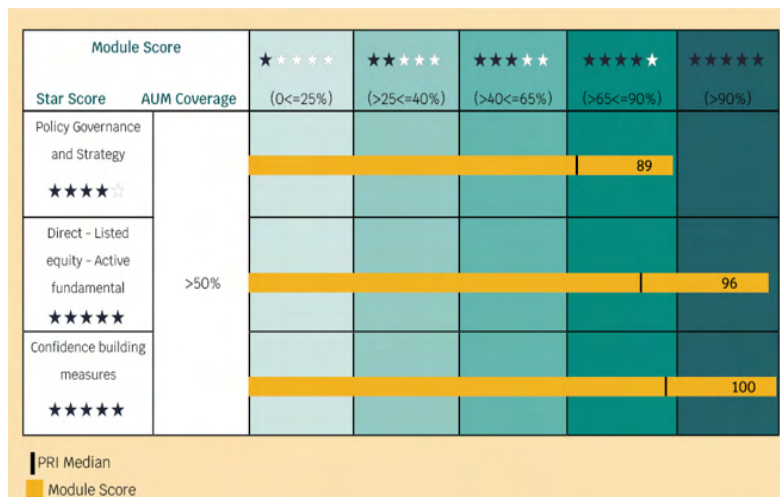 Module Score
Star Score AUM Coverage
★☆☆☆☆ ★★☆☆☆ ★★★☆☆ ★★★★☆ ★★★★★
(0<=25%) (>25<=40%) (>40<=65%) (>65<=90%) (>90%)
Policy Governance
and Strategy
★★★★☆
89
Direct - Listed
equity - Active
fundamental
★★★★★
>50%
96
Confidence building
measures
★★★★★
100
PRI Median
Module Score